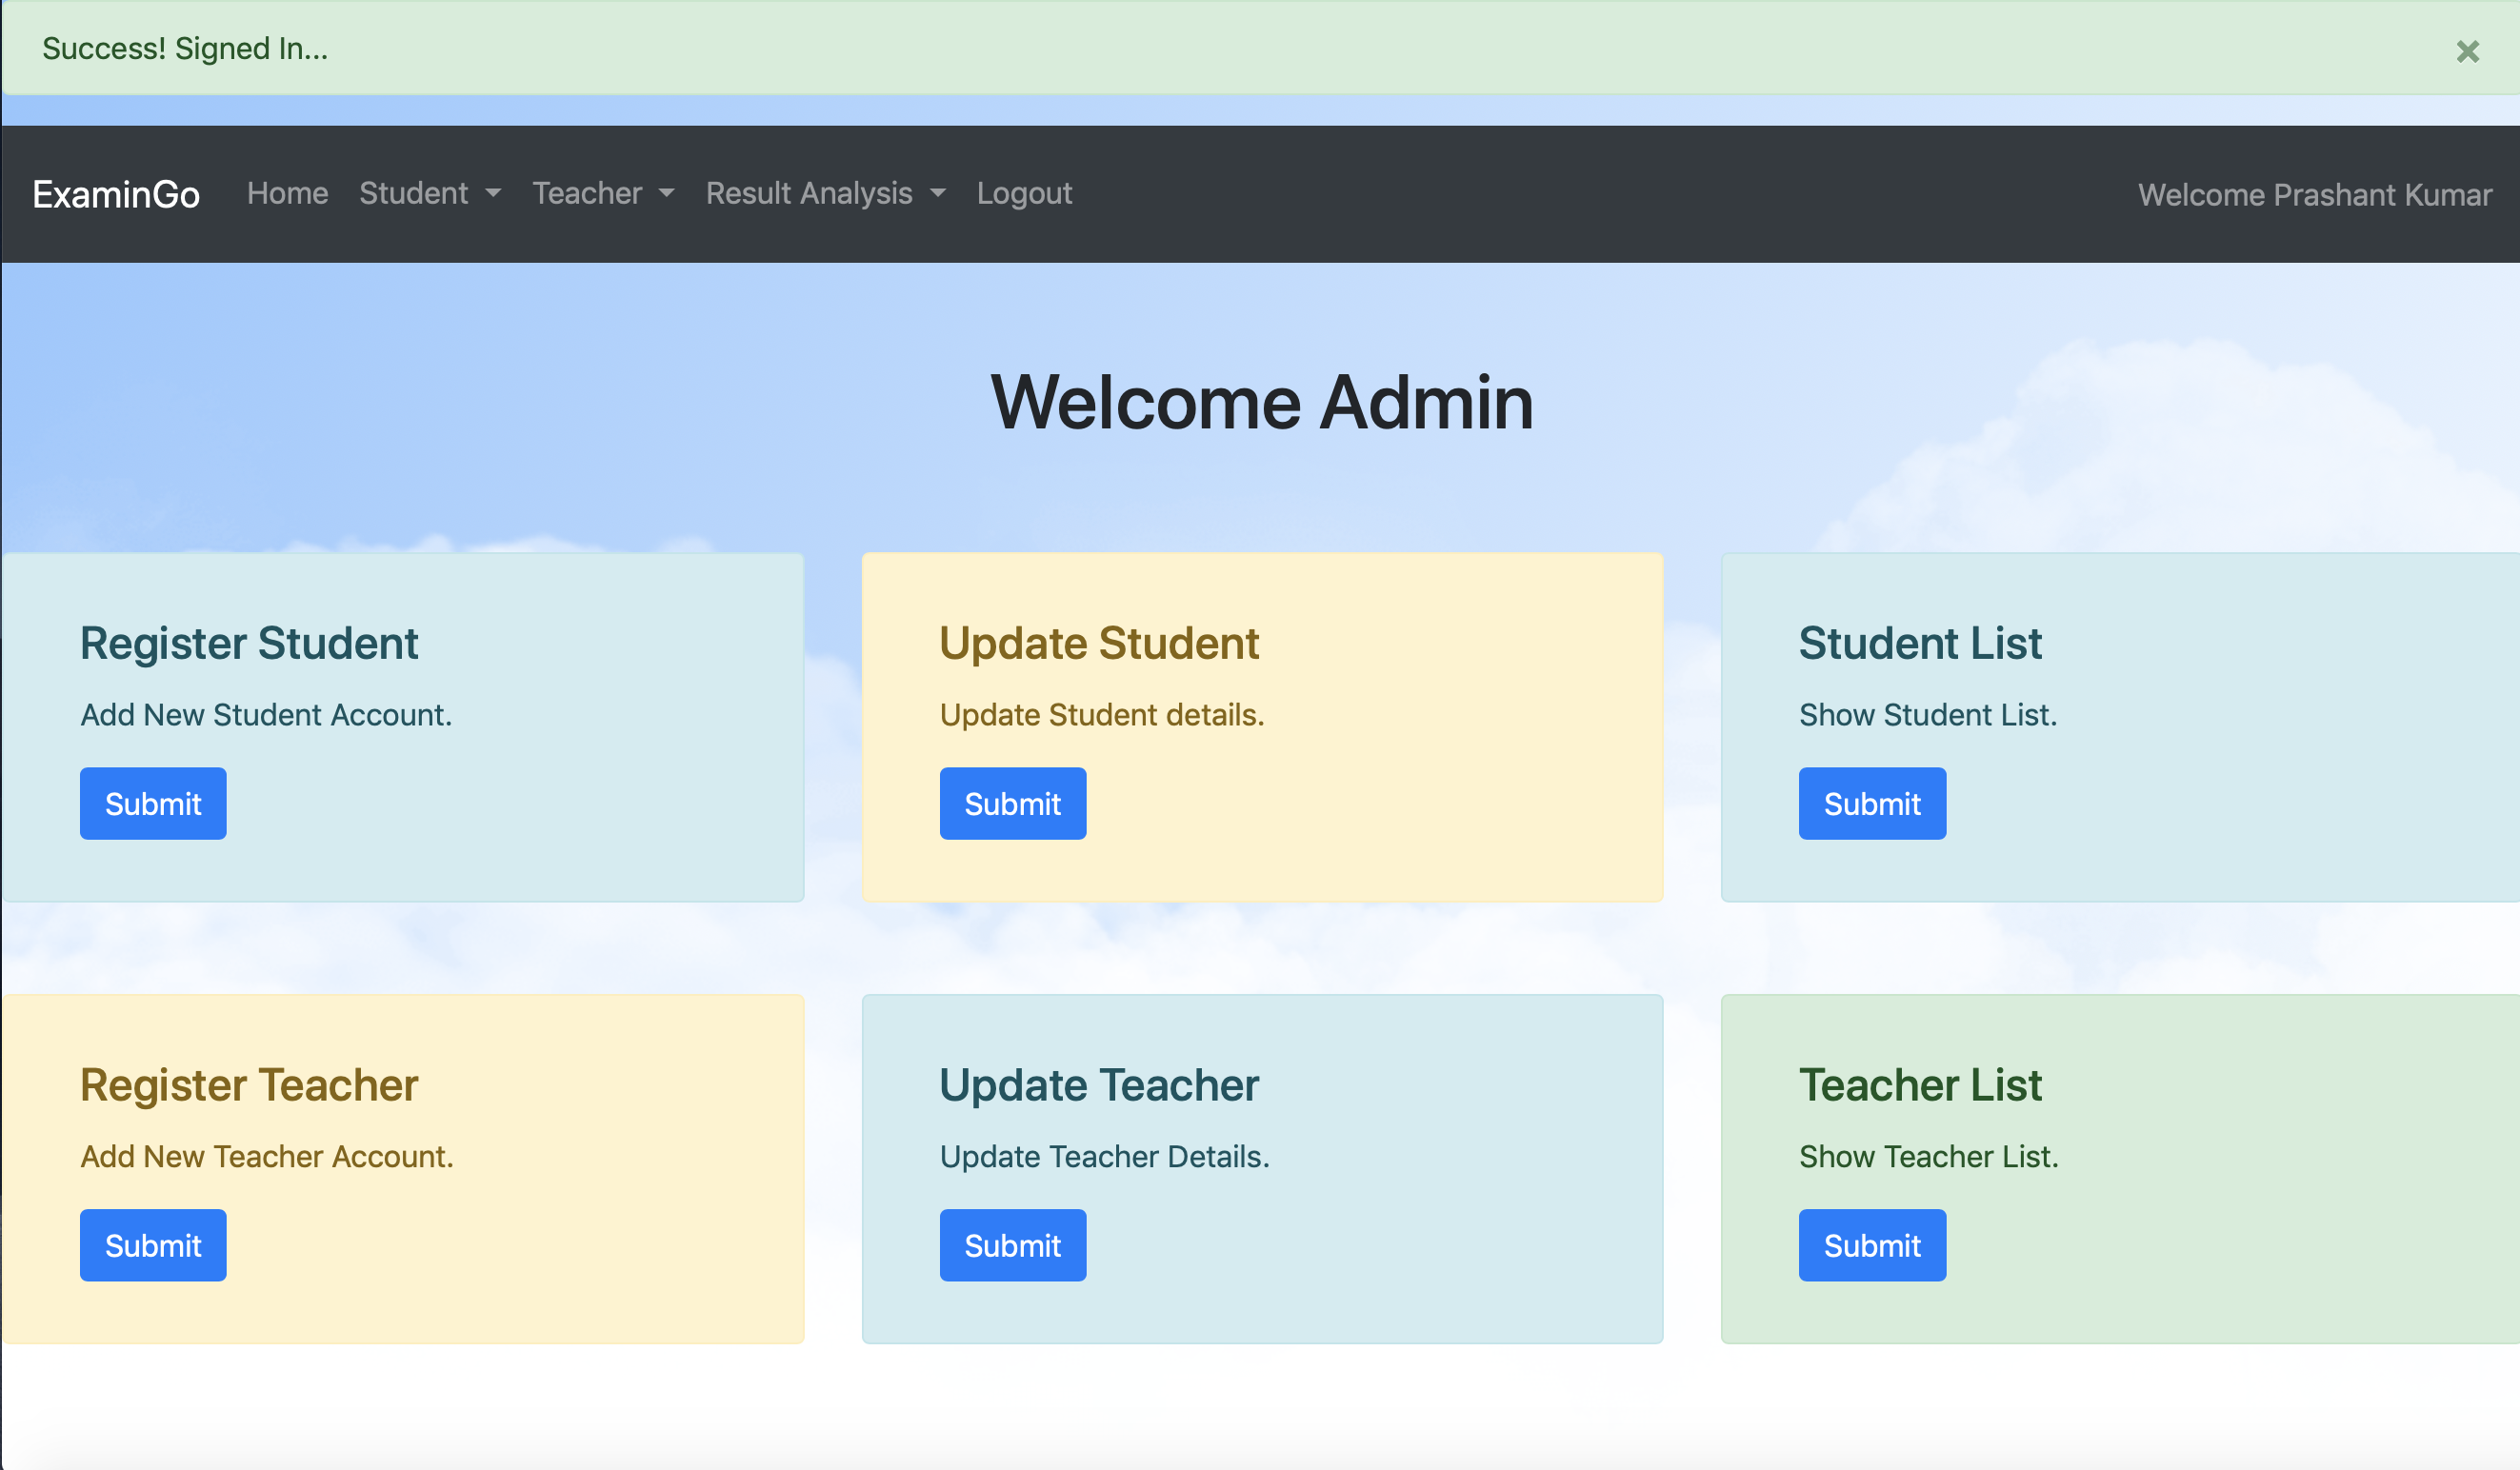 Success! Signed In...
×
ExaminGo Home Student Teacher Result Analysis Logout Welcome Prashant Kumar
Welcome Admin
Register Student
Add New Student Account.
Submit
Update Student
Update Student details.
Submit
Student List
Show Student List.
Submit
Register Teacher
Add New Teacher Account.
Submit
Update Teacher
Update Teacher Details.
Submit
Teacher List
Show Teacher List.
Submit